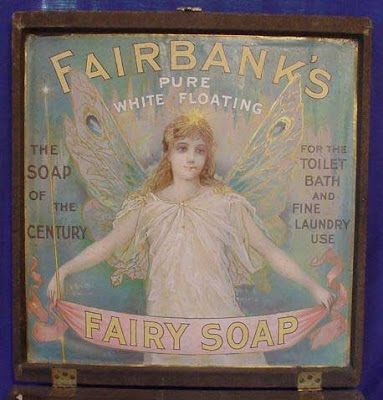 FAIRBANK'S
PURE
WHITE FLOATING
THE
SOAP
OF THE
CENTURY
FOR THE
TOILET
BATH
AND
FINE
LAUNDRY
USE
FAIRY SOAP